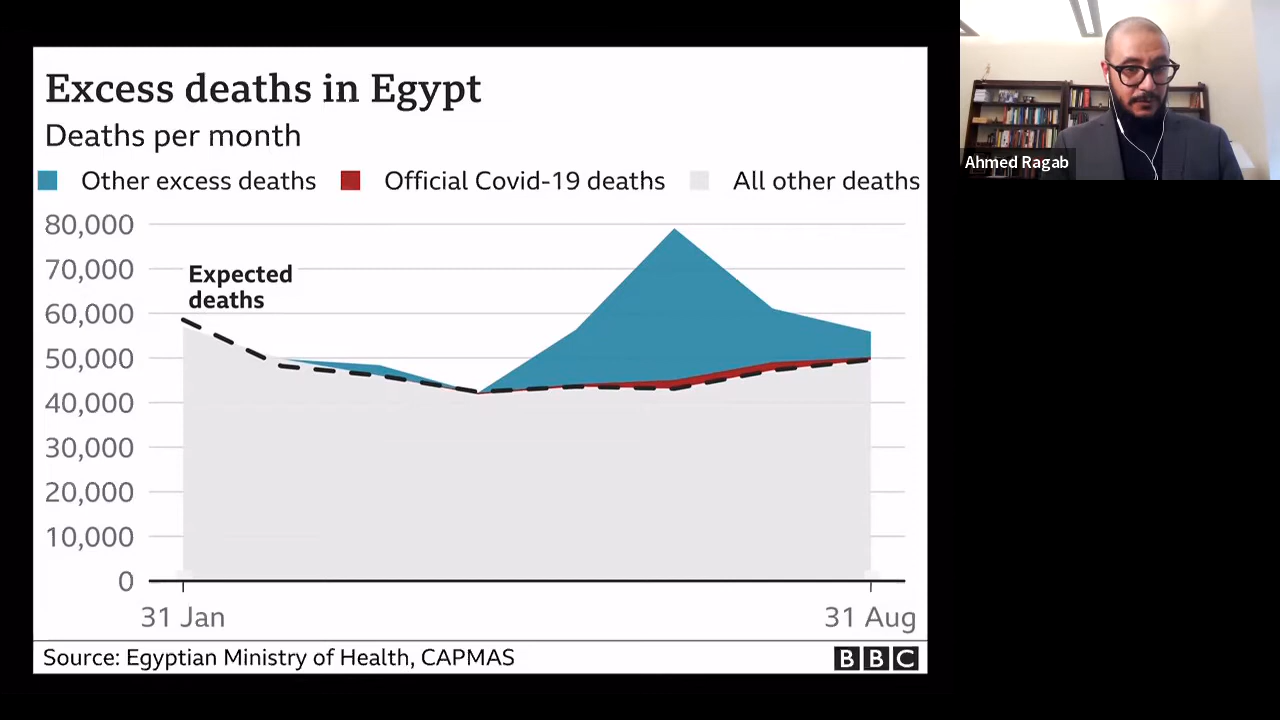 Excess deaths in Egypt
Deaths per month
Other excess deaths Official Covid-19 deaths All other deaths
80,000
70,000
60,000
50,000
40,000
30,000
20,000
10,000
0
Expected
deaths
31 Jan 31 Aug
Source: Egyptian Ministry of Health, CAPMAS
BBC
Ahmed Ragab